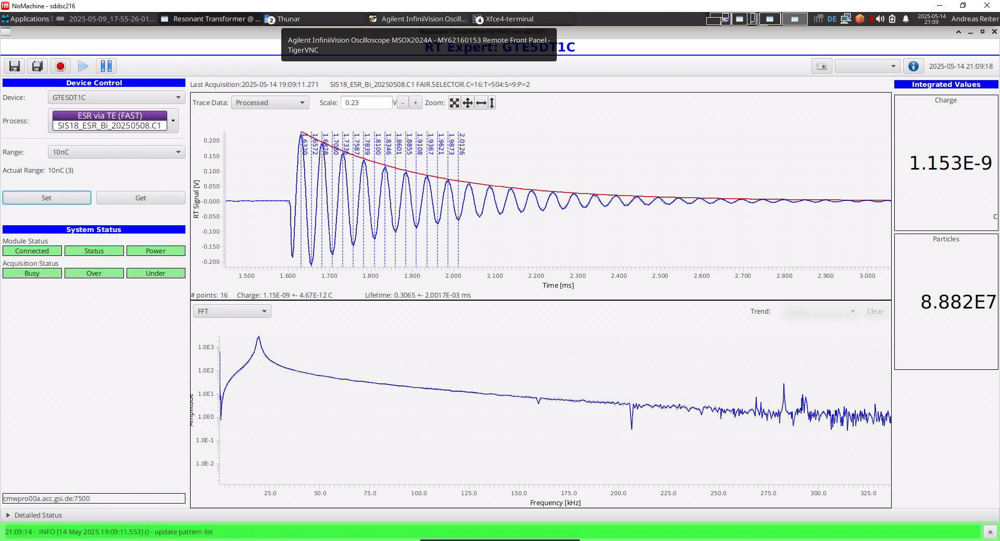 NoMachine - sddsc216
Applications
2025-05-09_17-55-26-01...
Resonant Transformer @ ...
2 Thunar
Agilent InfiniiVision Oscill...
4 Xfce4-terminal
DE
2025-05-14
21:09
Andreas Reiter
Agilent InfiniiVision Oscilloscope MSOX2024A - MY62160153 Remote Front Panel -
TigerVNC
RT Expert: GTE5DT1C
2025-05-14 21:09:18
Device Control
Device: GTE5DT1C
Process: ESR via TE (FAST)
SIS18_ESR_Bi_20250508.C1
Range: 10nC
Actual Range: 10nC (3)
Set Get
System Status
Module Status
Connected Status Power
Acquisition Status
Busy Over Under
cmwpro00a.acc.gsi.de:7500
Last Acquisition:2025-05-14 19:09:11.271 SIS18_ESR_Bi_20250508.C1 FAIR.SELECTOR.C=16:T=504:S=9:P=2
Trace Data: Processed Scale: 0.23 V - + Zoom:
RT Signal [V]
0.200
0.150
0.100
0.050
-0.000
-0.050
-0.100
-0.150
-0.200
1.6320
1.6572
1.6828
1.7080
1.7336
1.7587
1.7839
1.8100
1.8346
1.8601
1.8855
1.9108
1.9367
1.9621
1.9873
2.0126
1.500 1.600 1.700 1.800 1.900 2.000 2.100 2.200 2.300 2.400 2.500 2.600 2.700 2.800 2.900 3.000
Time [ms]
# points: 16 Charge: 1.15E-09 +- 4.67E-12 C Lifetime: 0.3065 +- 2.0017E-03 ms
FFT
Trend: Clear
Amplitude
1.0E3
1.0E2
1.0E1
1.0E0
1.0E-1
1.0E-2
25.0 50.0 75.0 100.0 125.0 150.0 175.0 200.0 225.0 250.0 275.0 300.0 325.0
Frequency [kHz]
Integrated Values
Charge
1.153E-9
C
Particles
8.882E7
Detailed Status
21:09:14 - INFO [14 May 2025 19:09:11,553] () - update pattern list